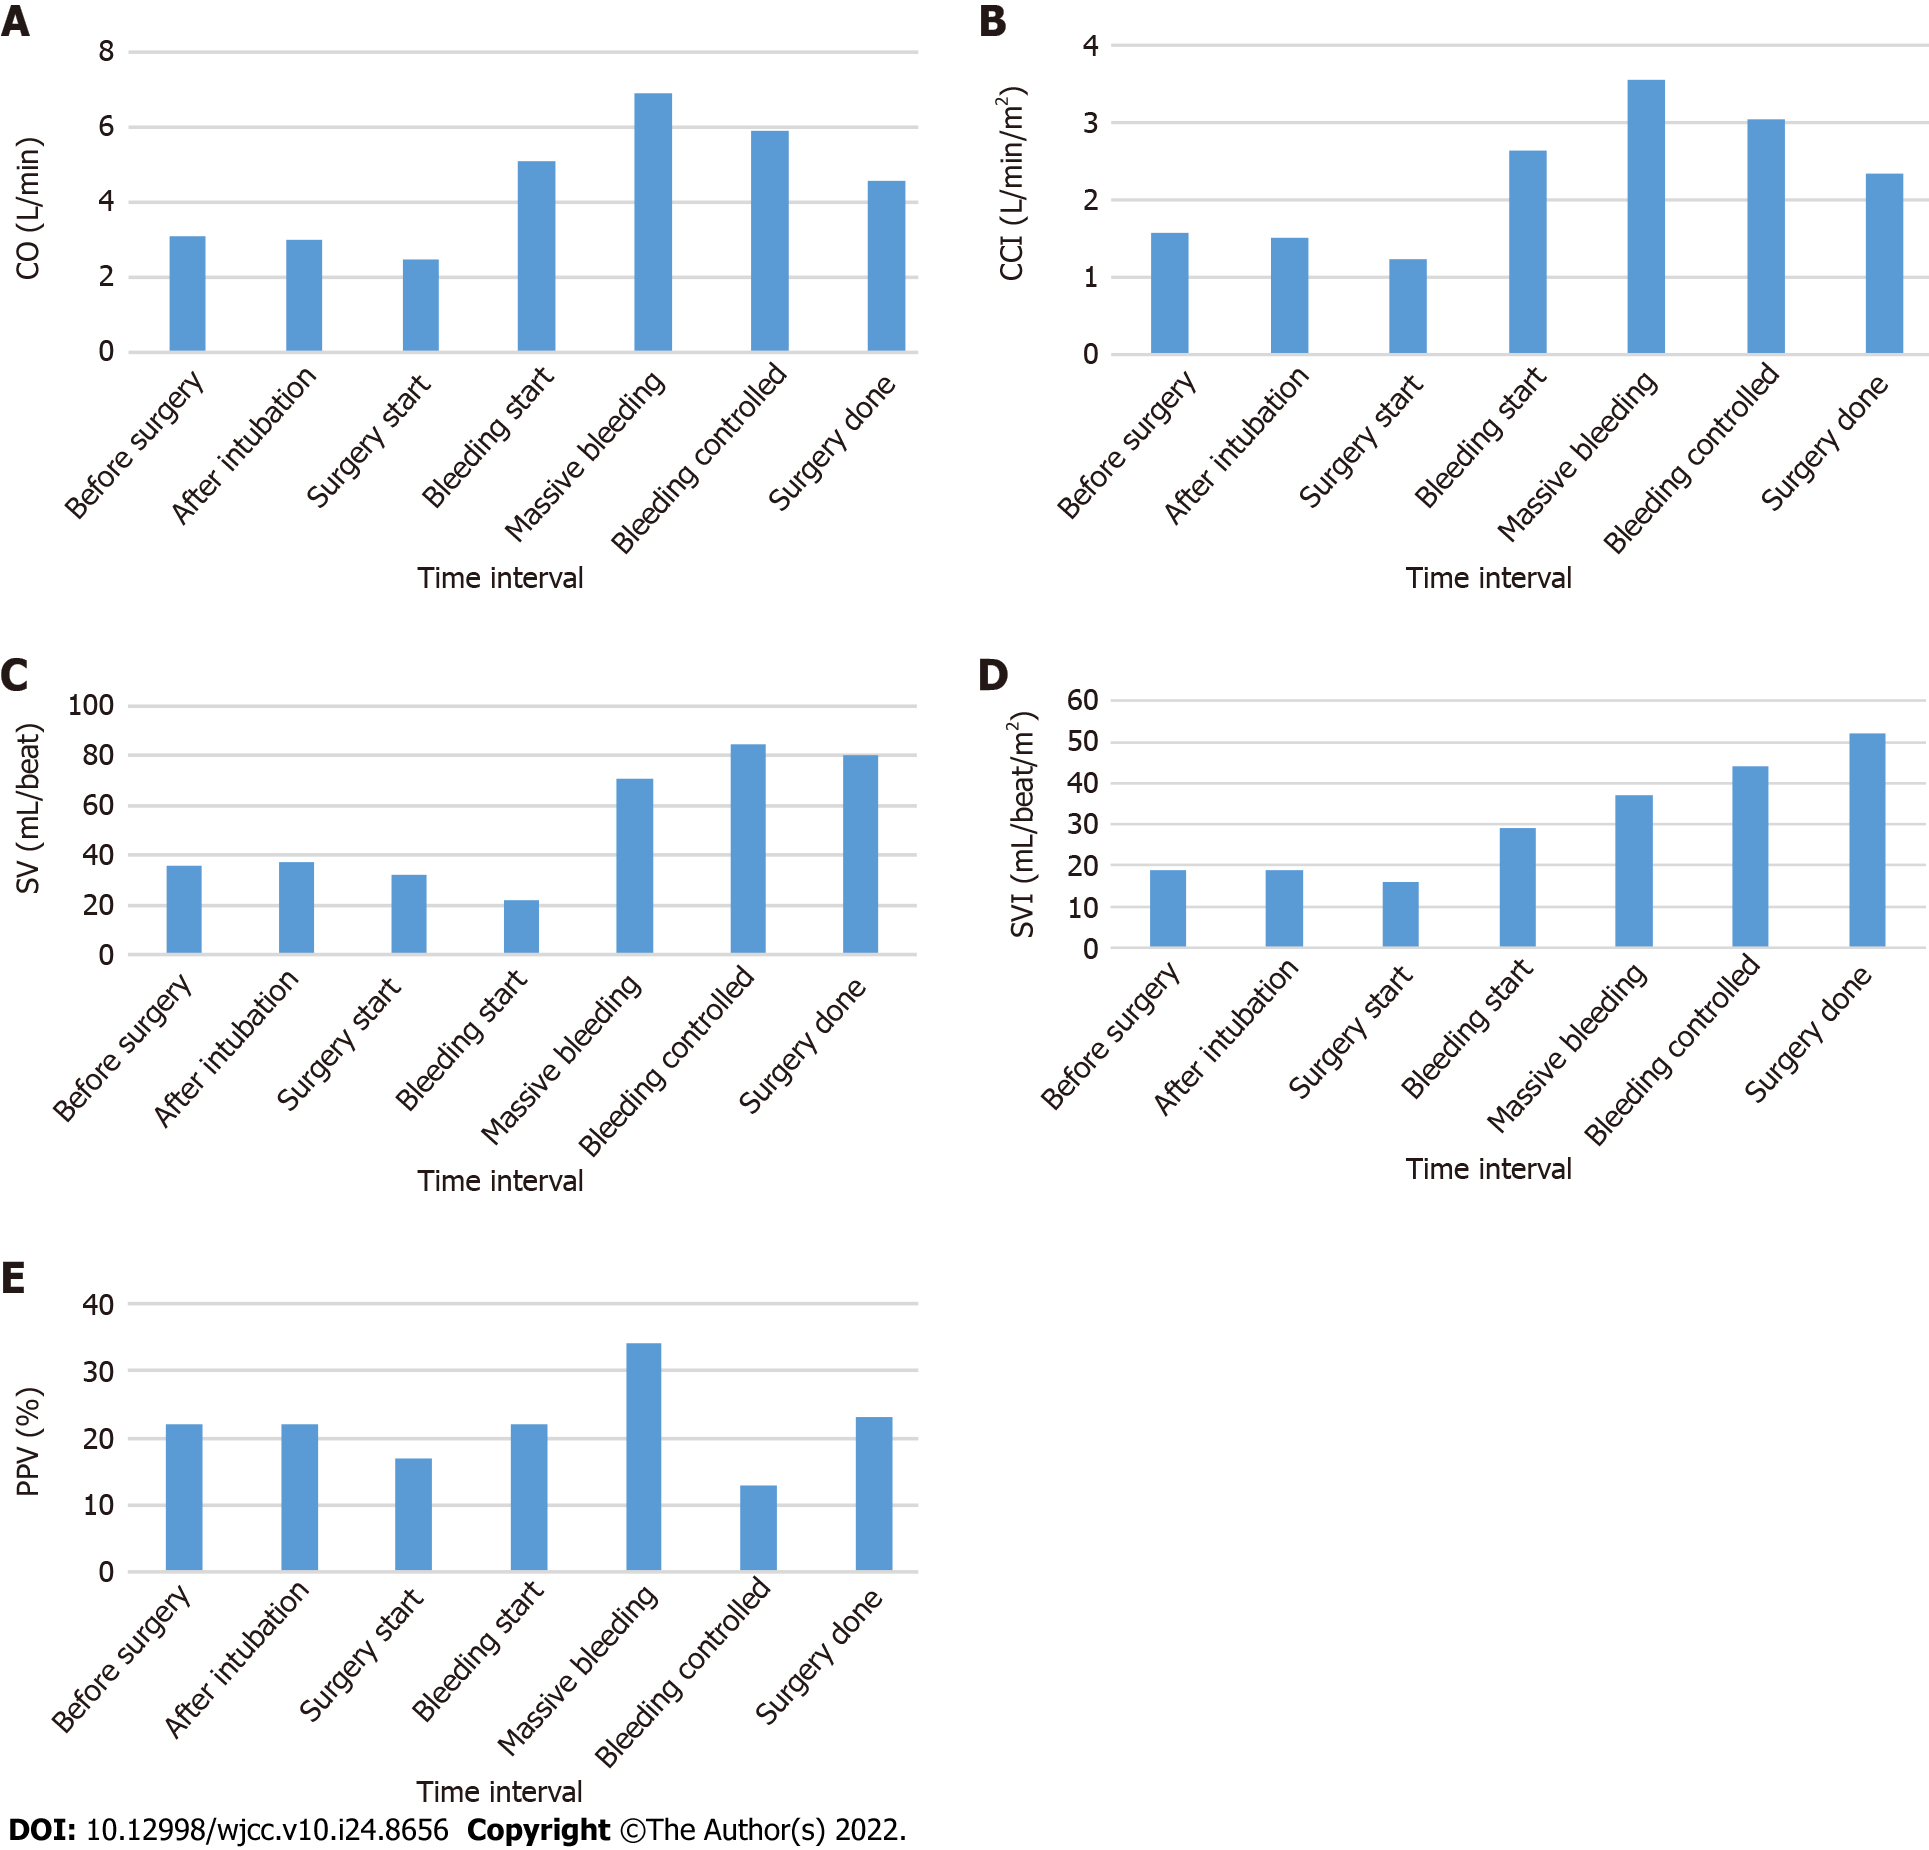 A
CO (L/min)
8
6
4
2
0
Before surgery
After intubation
Surgery start
Bleeding start
Massive bleeding
Bleeding controlled
Surgery done
Time interval
B
CCI (L/min/m²)
4
3
2
1
0
Before surgery
After intubation
Surgery start
Bleeding start
Massive bleeding
Bleeding controlled
Surgery done
Time interval
C
SV (mL/beat)
100
80
60
40
20
0
Before surgery
After intubation
Surgery start
Bleeding start
Massive bleeding
Bleeding controlled
Surgery done
Time interval
D
SVI (mL/beat/m²)
60
50
40
30
20
10
0
Before surgery
After intubation
Surgery start
Bleeding start
Massive bleeding
Bleeding controlled
Surgery done
Time interval
E
PPV (%)
40
30
20
10
0
Before surgery
After intubation
Surgery start
Bleeding start
Massive bleeding
Bleeding controlled
Surgery done
Time interval
DOI: 10.12998/wjcc.v10.i24.8656 Copyright ©The Author(s) 2022.